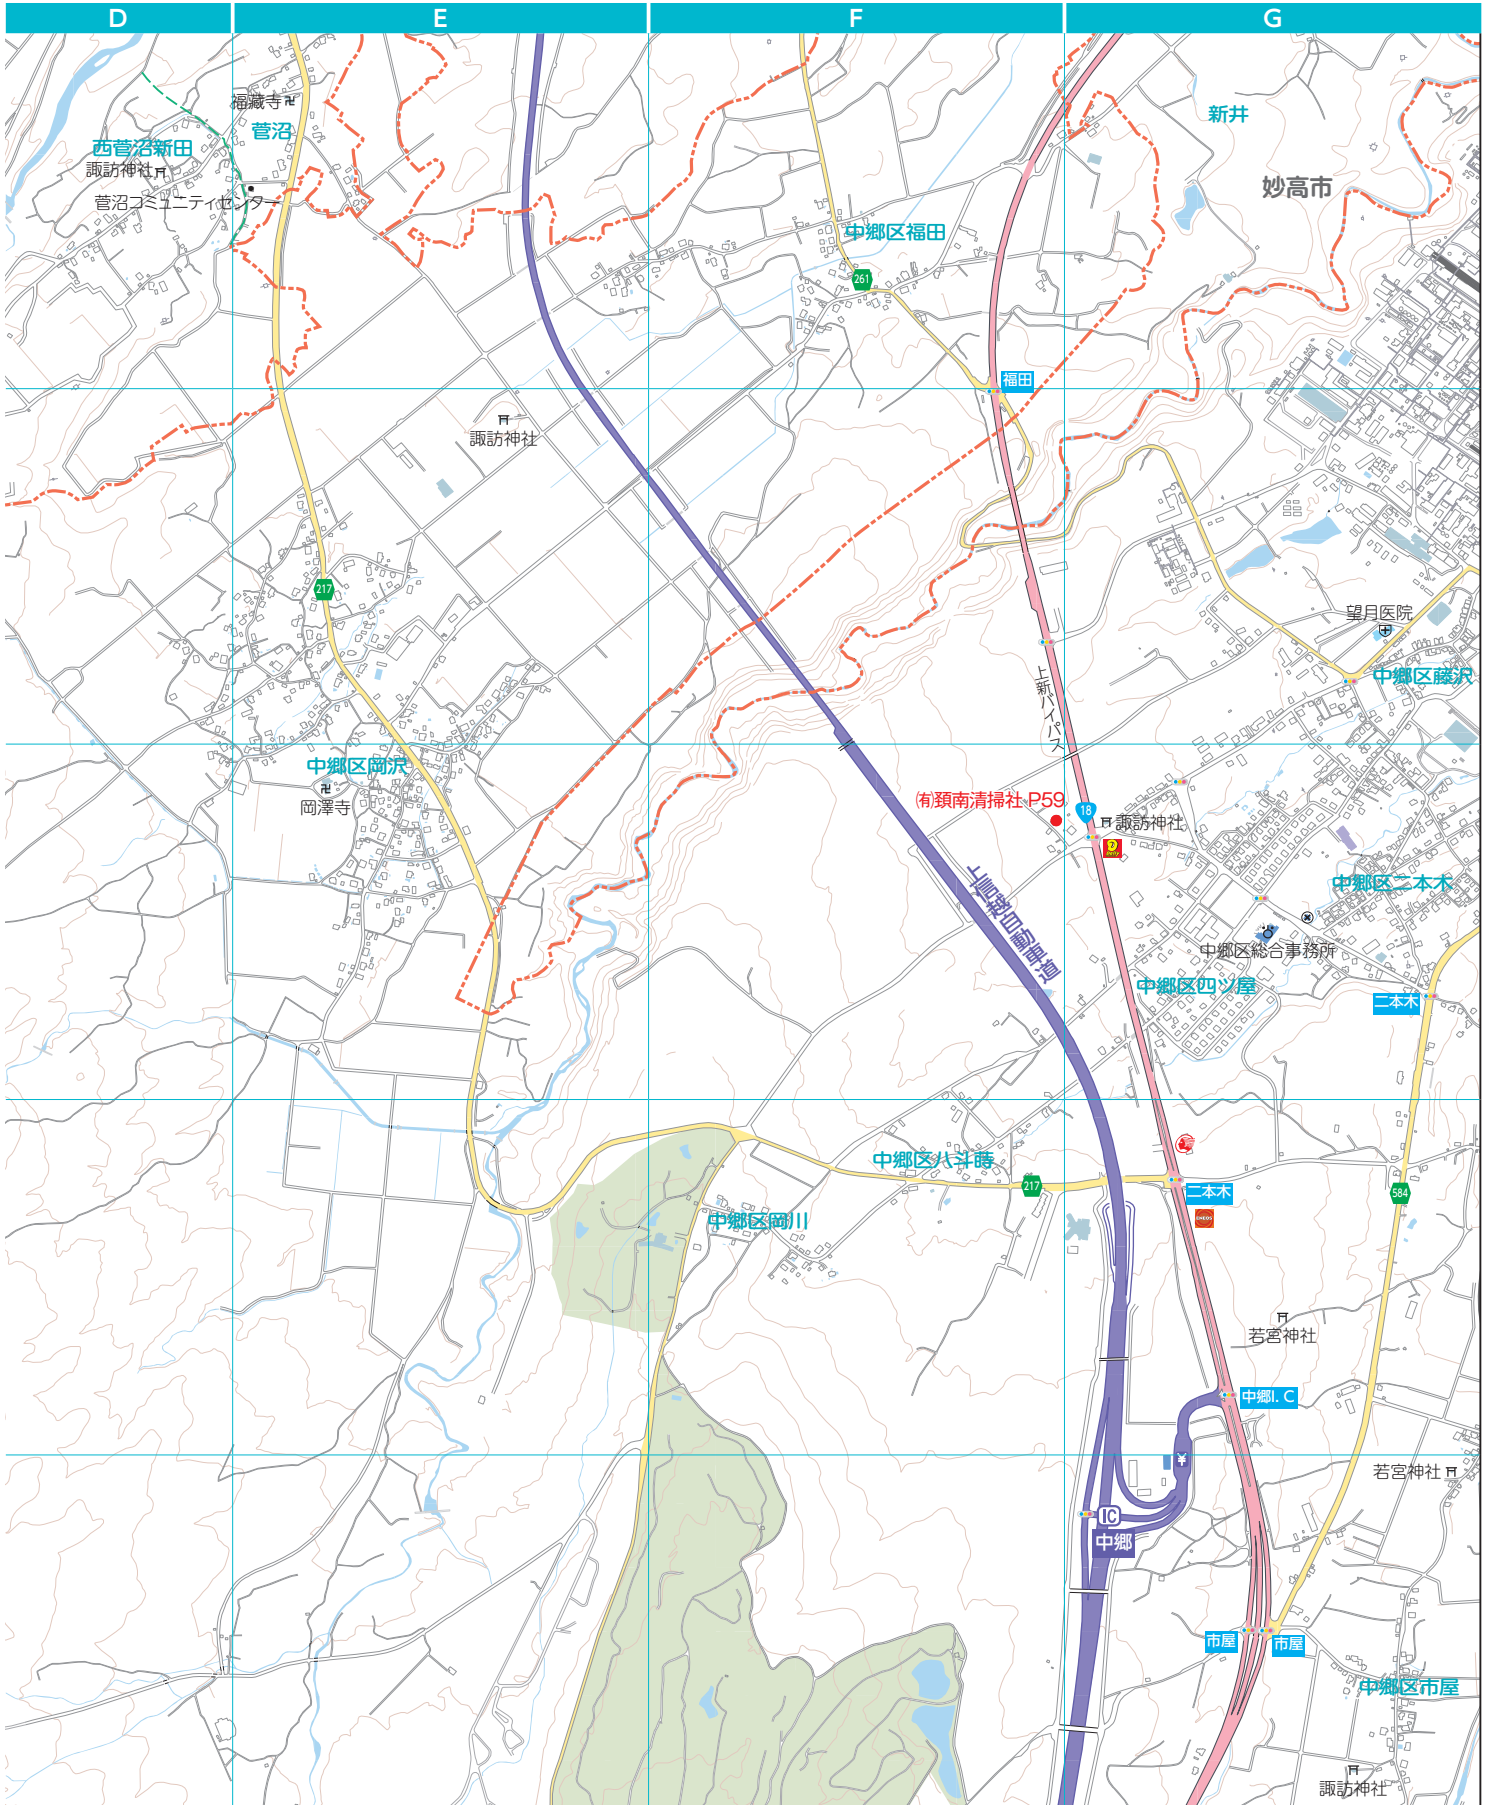 D
E
F
G
福藏寺
菅沼
西菅沼新田
諏訪神社
菅沼コミュニティセンター
新井
妙高市
中郷区福田
261
福田
諏訪神社
217
望月医院
中郷区藤沢
上新バイパス
中郷区岡沢
岡澤寺
(有)頚南清掃社 P59
18
諏訪神社
上信越自動車道
中郷区二本木
中郷区総合事務所
中郷区四ツ屋
二本木
中郷区八斗蒔
217
二本木
584
ENEOS
中郷区岡川
若宮神社
中郷I.C
¥
若宮神社
IC
中郷
市屋
市屋
中郷区市屋
諏訪神社